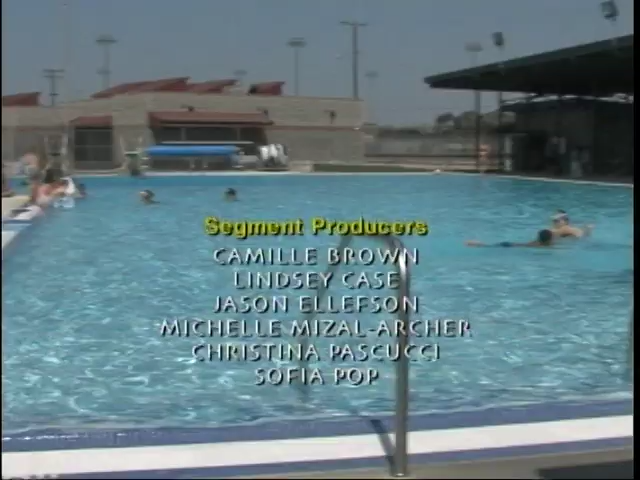 Segment Producers
CAMILLE BROWN
LINDSEY CASE
JASON ELLEFSON
MICHELLE MIZAL-ARCHER
CHRISTINA PASCUCCI
SOFIA POP